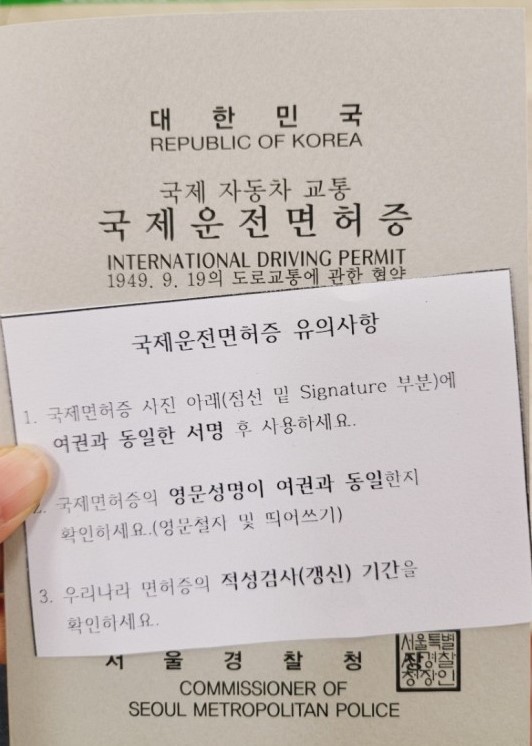 대 한 민 국
REPUBLIC OF KOREA
국제 자동차 교통
국제운전면허증
INTERNATIONAL DRIVING PERMIT
1949. 9. 19의 도로교통에 관한 협약
국제운전면허증 유의사항
1. 국제면허증 사진 아래(점선 밑 Signature 부분)에
여권과 동일한 서명 후 사용하세요.
2. 국제면허증의 영문성명이 여권과 동일한지
확인하세요.(영문철자 및 띄어쓰기)
3. 우리나라 면허증의 적성검사(갱신) 기간을
확인하세요..
서 울 경 찰 청 장
서울특별
경찰
청장인
COMMISSIONER OF
SEOUL METROPOLITAN POLICE